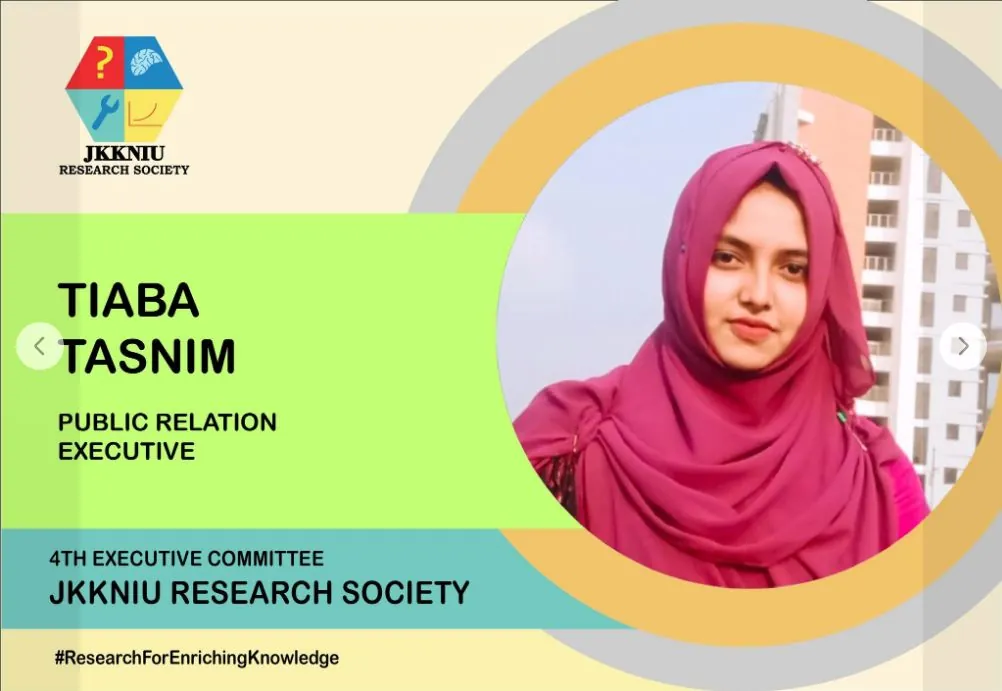 ?
JKKNIU
RESEARCH SOCIETY
TIABA
TASNIM
PUBLIC RELATION
EXECUTIVE
4TH EXECUTIVE COMMITTEE
JKKNIU RESEARCH SOCIETY
#ResearchForEnrichingKnowledge